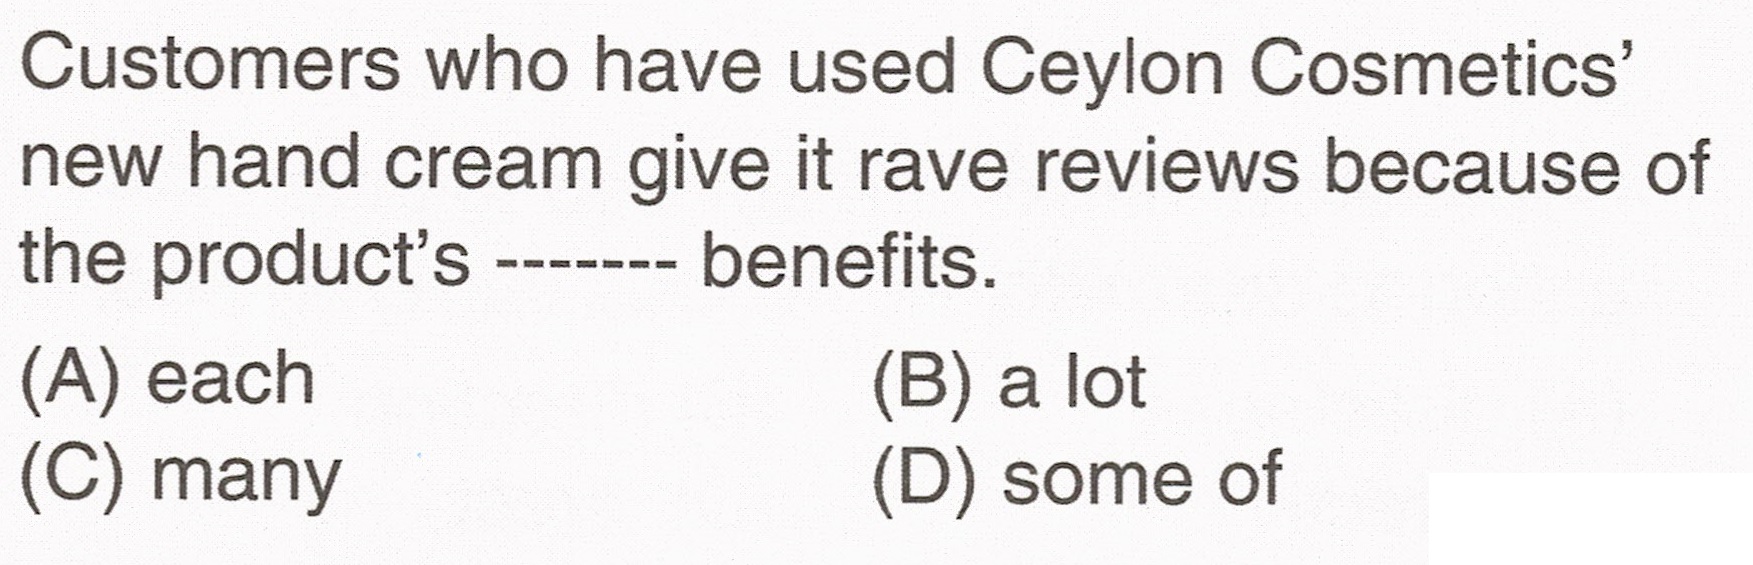 Customers who have used Ceylon Cosmetics’
new hand cream give it rave reviews because of
the product’s ------- benefits.
(A) each (B) a lot
(C) many (D) some of